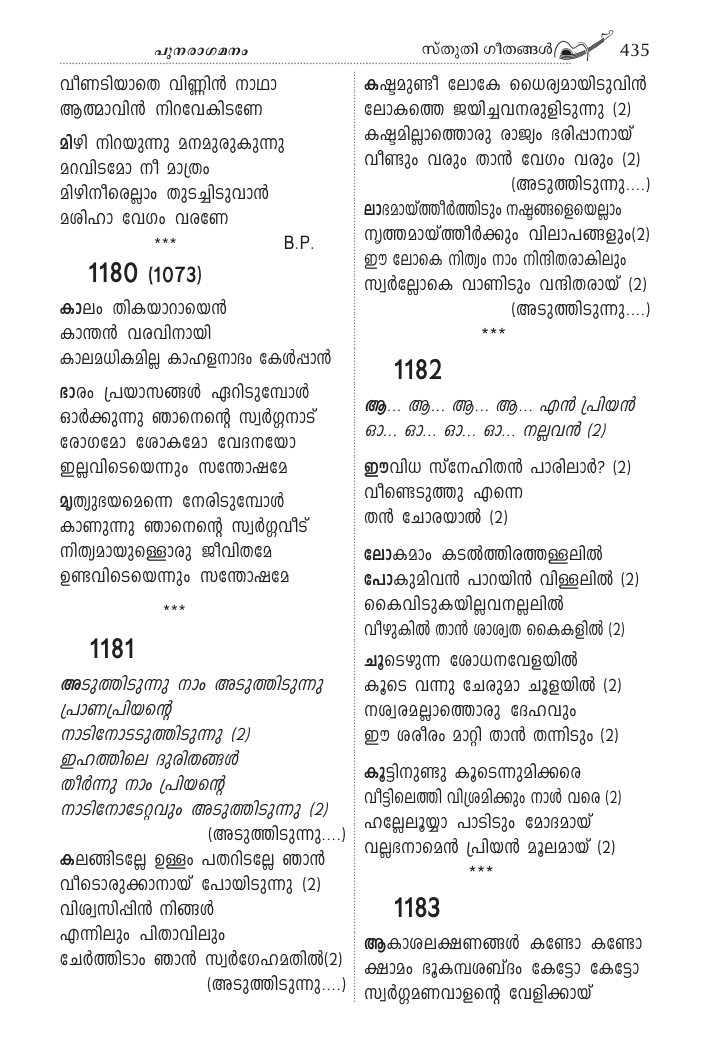 പുനരാഗമനം
സ്തുതി ഗീതങ്ങൾ 435
വീണടിയാതെ വിണ്ണിൻ നാഥാ
ആത്മാവിൻ നിറവേകിടണേ
മിഴി നിറയുന്നു മനമുരുകുന്നു
മറവിടമോ നീ മാത്രം
മിഴിനീരെല്ലാം തുടച്ചിടുവാൻ
മശിഹാ വേഗം വരണേ
*** B.P.
1180 (1073)
കാലം തികയാറായെൻ
കാന്തൻ വരവിനായി
കാലമധികമില്ല കാഹളനാദം കേൾപ്പാൻ
ഭാരം പ്രയാസങ്ങൾ ഏറിടുമ്പോൾ
ഓർക്കുന്നു ഞാനെന്റെ സ്വർഗ്ഗനാട്
രോഗമോ ശോകമോ വേദനയോ
ഇല്ലവിടെയെന്നും സന്തോഷമേ
മൃത്യുഭയമെന്നെ നേരിടുമ്പോൾ
കാണുന്നു ഞാനെന്റെ സ്വർഗ്ഗവീട്
നിത്യമായുള്ളൊരു ജീവിതമേ
ഉണ്ടവിടെയെന്നും സന്തോഷമേ
***
1181
അടുത്തിടുന്നു നാം അടുത്തിടുന്നു
പ്രാണപ്രിയന്റെ
നാടിനോടടുത്തിടുന്നു (2)
ഇഹത്തിലെ ദുരിതങ്ങൾ
തീർന്നു നാം പ്രിയന്റെ
നാടിനോടേറ്റവും അടുത്തിടുന്നു (2)
(അടുത്തിടുന്നു....)
കലങ്ങിടല്ലേ ഉള്ളം പതറിടല്ലേ ഞാൻ
വീടൊരുക്കാനായ് പോയിടുന്നു (2)
വിശ്വസിപ്പിൻ നിങ്ങൾ
എന്നിലും പിതാവിലും
ചേർത്തിടാം ഞാൻ സ്വർഗേഹമതിൽ(2)
(അടുത്തിടുന്നു....)
കഷ്ടമുണ്ടീ ലോകേ ധൈര്യമായിടുവിൻ
ലോകത്തെ ജയിച്ചവനരുളിടുന്നു (2)
കഷ്ടമില്ലാത്തൊരു രാജ്യം ഭരിപ്പാനായ്
വീണ്ടും വരും താൻ വേഗം വരും (2)
(അടുത്തിടുന്നു....)
ലാഭമായ്ത്തീർത്തിടും നഷ്ടങ്ങളെയെല്ലാം
നൃത്തമായ്ത്തീർക്കും വിലാപങ്ങളും(2)
ഈ ലോകെ നിത്യം നാം നിന്ദിതരാകിലും
സ്വർല്ലോകെ വാണിടും വന്ദിതരായ് (2)
(അടുത്തിടുന്നു....)
***
1182
ആ... ആ... ആ... ആ... എൻ പ്രിയൻ
ഓ... ഓ... ഓ... ഓ... നല്ലവൻ (2)
ഈവിധ സ്നേഹിതൻ പാരിലാർ? (2)
വീണ്ടെടുത്തു എന്നെ
തൻ ചോരയാൽ (2)
ലോകമാം കടൽത്തിരത്തള്ളലിൽ
പോകുമിവൻ പാറയിൻ വിള്ളലിൽ (2)
കൈവിടുകയില്ലവനല്ലലിൽ
വീഴുകിൽ താൻ ശാശ്വത കൈകളിൽ (2)
ചൂടെഴുന്ന ശോധനവേളയിൽ
കൂടെ വന്നു ചേരുമാ ചൂളയിൽ (2)
നശ്വരമല്ലാത്തൊരു ദേഹവും
ഈ ശരീരം മാറ്റി താൻ തന്നിടും (2)
കൂട്ടിനുണ്ടു കൂടെന്നുമിക്കരെ
വീട്ടിലെത്തി വിശ്രമിക്കും നാൾ വരെ (2)
ഹല്ലേലൂയ്യാ പാടിടും മോദമായ്
വല്ലഭനാമെൻ പ്രിയൻ മൂലമായ് (2)
***
1183
ആകാശലക്ഷണങ്ങൾ കണ്ടോ കണ്ടോ
ക്ഷാമം ഭൂകമ്പശബ്ദം കേട്ടോ കേട്ടോ
സ്വർഗ്ഗമണവാളന്റെ വേളിക്കായ്